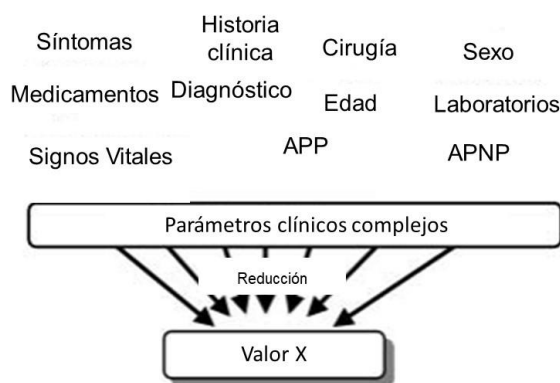 Síntomas
Historia
clínica
Cirugía
Sexo
Medicamentos
Diagnóstico
Edad
Laboratorios
Signos Vitales
APP
APNP
Parámetros clínicos complejos
Reducción
Valor X